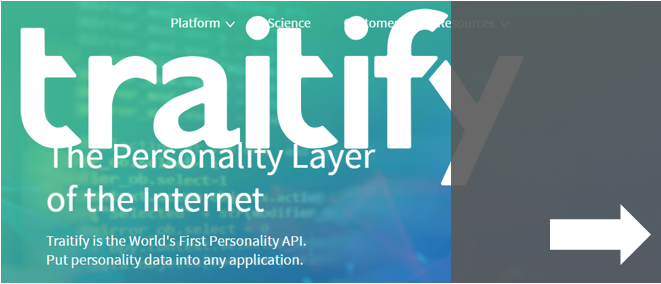 Platform Science Customers Resources
traitify
The Personality Layer
of the Internet
Traitify is the World's First Personality API.
Put personality data into any application.